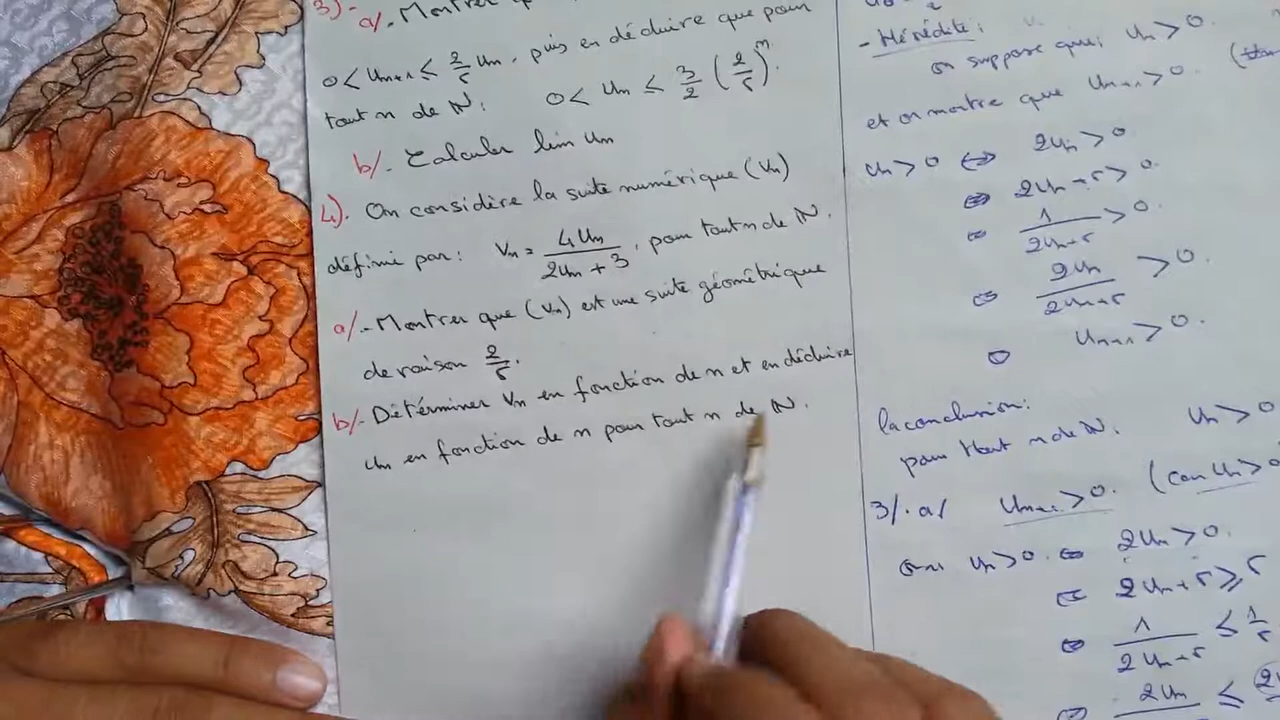 3)-
a/- Montrer
0 < Un+1 ≤ 2/5 Un, puis en déduire que pour
tout n de ℕ: 0 < Un ≤ 3/2 (2/5)^n.
b/- Calculer lim Un
4). On considère la suite numérique (Vn)
définie par: Vn = 4Un/(2Un + 3), pour tout n de ℕ.
a/- Montrer que (Vn) est une suite géométrique
de raison 2/5.
b/- Déterminer Vn en fonction de n et en déduire
Un en fonction de n pour tout n de ℕ.
- Hérédité:
on suppose que: Un > 0.
et on montre que Un+1 > 0.
Un > 0 ⇔ 2Un > 0
⇔ 2Un + 5 > 0.
⇔ 1/(2Un+5) > 0.
⇔ 2Un/(2Un+5) > 0.
⇔ Un+1 > 0.
la conclusion:
pour tout n de ℕ. Un > 0
3/. a/ Un+1 > 0. (car Un > 0
on a Un > 0 ⇔ 2Un > 0.
⇔ 2Un + 5 ≥ 5
⇔ 1/(2Un+5) ≤ 1/5
⇔ 2Un ≤ 2U